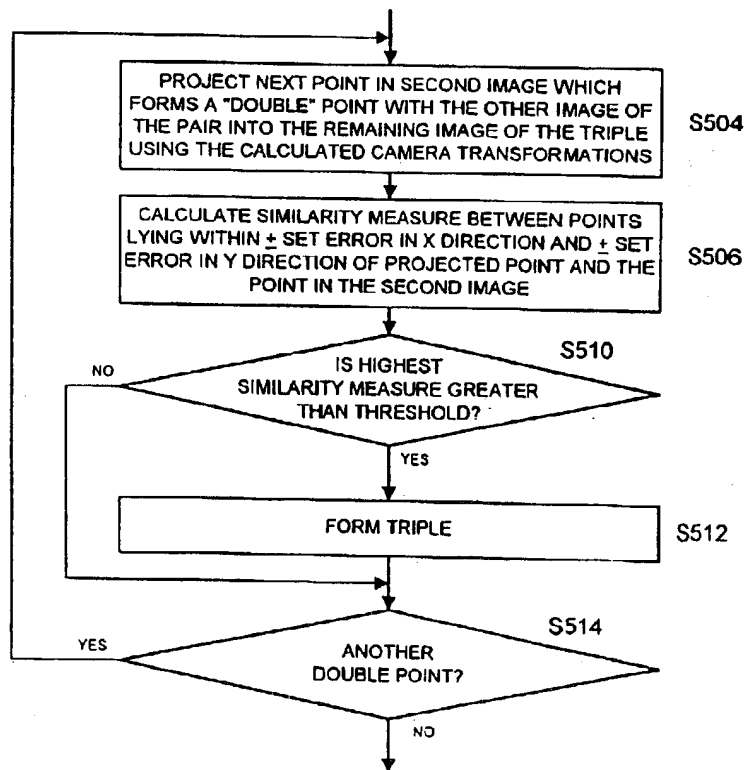 PROJECT NEXT POINT IN SECOND IMAGE WHICH
FORMS A "DOUBLE" POINT WITH THE OTHER IMAGE OF
THE PAIR INTO THE REMAINING IMAGE OF THE TRIPLE
USING THE CALCULATED CAMERA TRANSFORMATIONS
S504
CALCULATE SIMILARITY MEASURE BETWEEN POINTS
LYING WITHIN ± SET ERROR IN X DIRECTION AND ± SET
ERROR IN Y DIRECTION OF PROJECTED POINT AND THE
POINT IN THE SECOND IMAGE
S506
S510
NO
IS HIGHEST
SIMILARITY MEASURE GREATER
THAN THRESHOLD?
YES
FORM TRIPLE
S512
S514
YES
ANOTHER
DOUBLE POINT?
NO